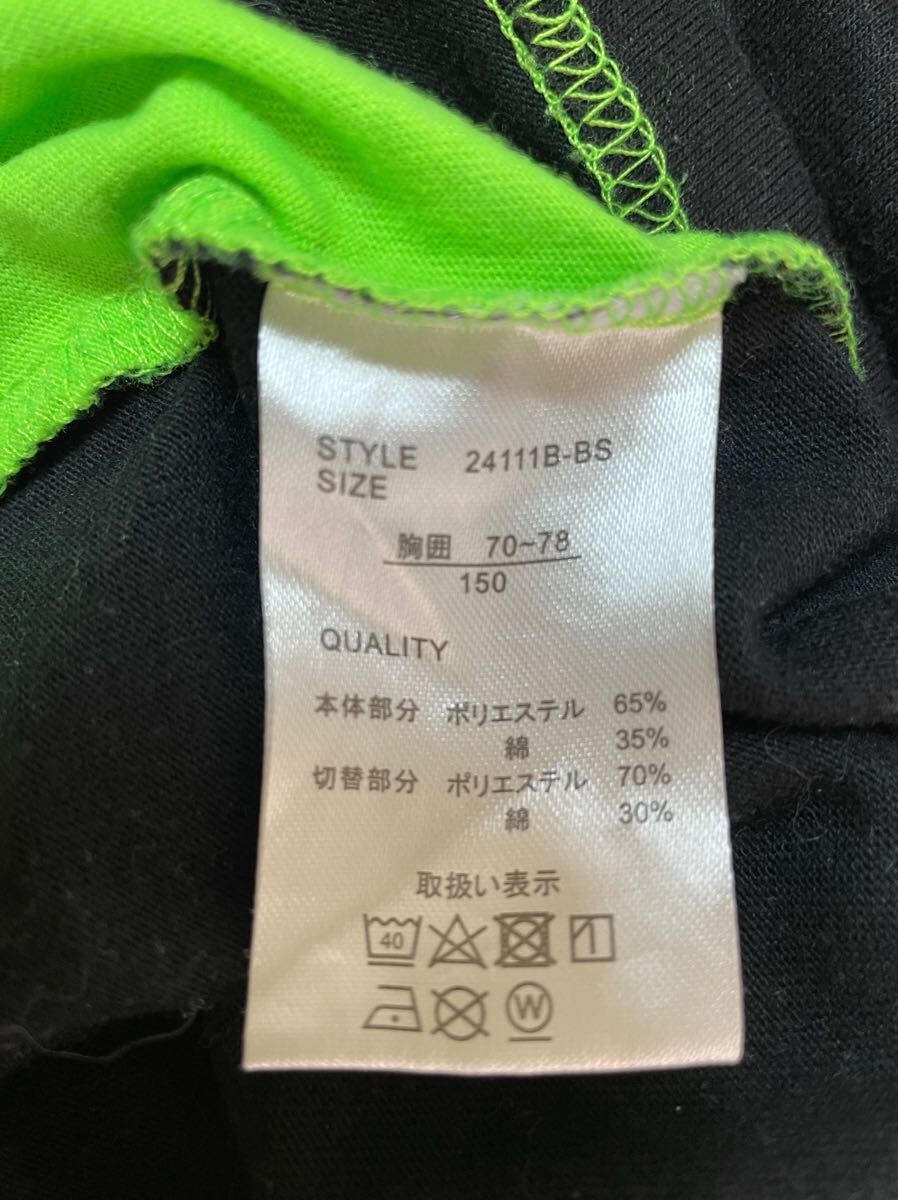 STYLE 24111B-BS
SIZE
胸囲 70~78
150
QUALITY
本体部分 ポリエステル 65%
綿 35%
切替部分 ポリエステル 70%
綿 30%
取扱い表示
40
W